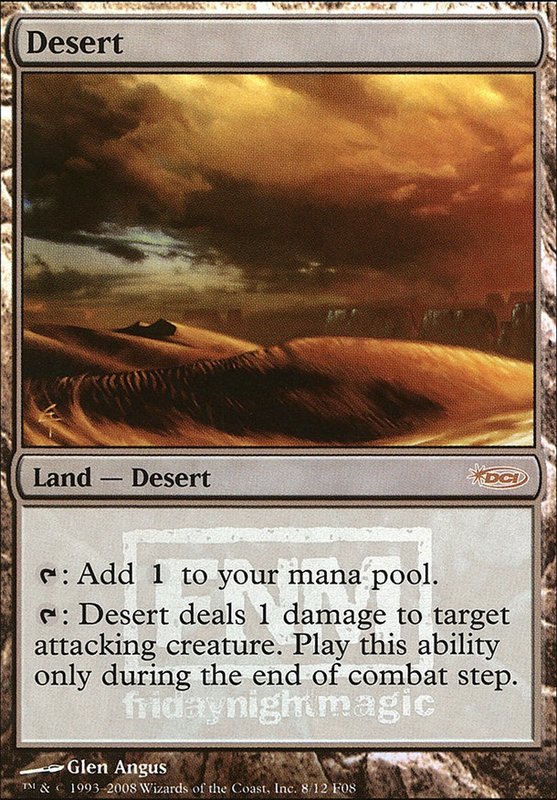 Desert
Land — Desert
DCI
: Add 1 to your mana pool.
: Desert deals 1 damage to target
attacking creature. Play this ability
only during the end of combat step.
FNM
fridaynightmagic
Glen Angus
™ & © 1993–2008 Wizards of the Coast, Inc. 8/12 F08